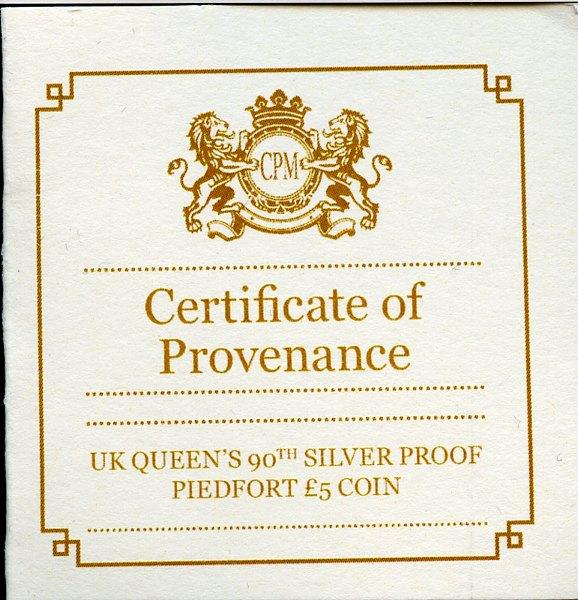 CPM
Certificate of
Provenance
UK QUEEN'S 90TH SILVER PROOF
PIEDFORT £5 COIN